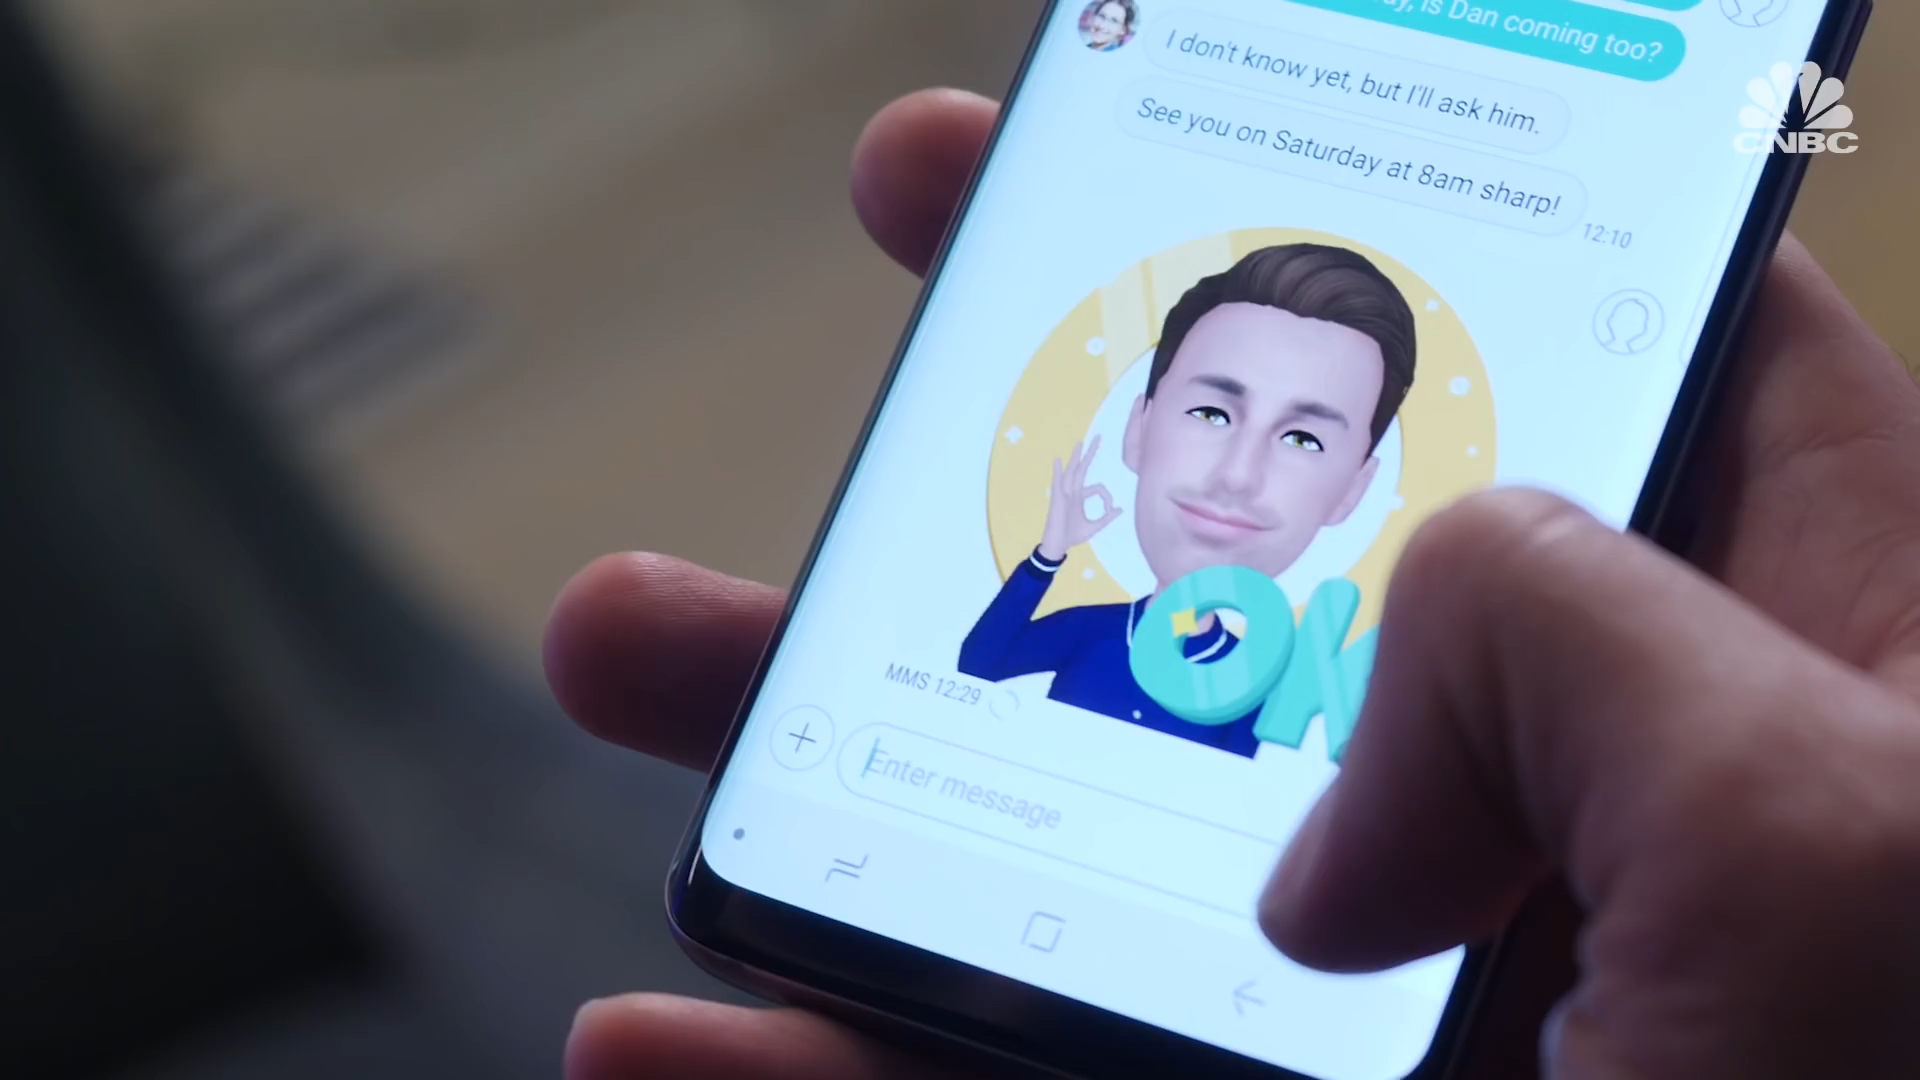 is Dan coming too?
I don't know yet, but I'll ask him.
See you on Saturday at 8am sharp!
12:10
CNBC
OK
MMS 12:29
Enter message